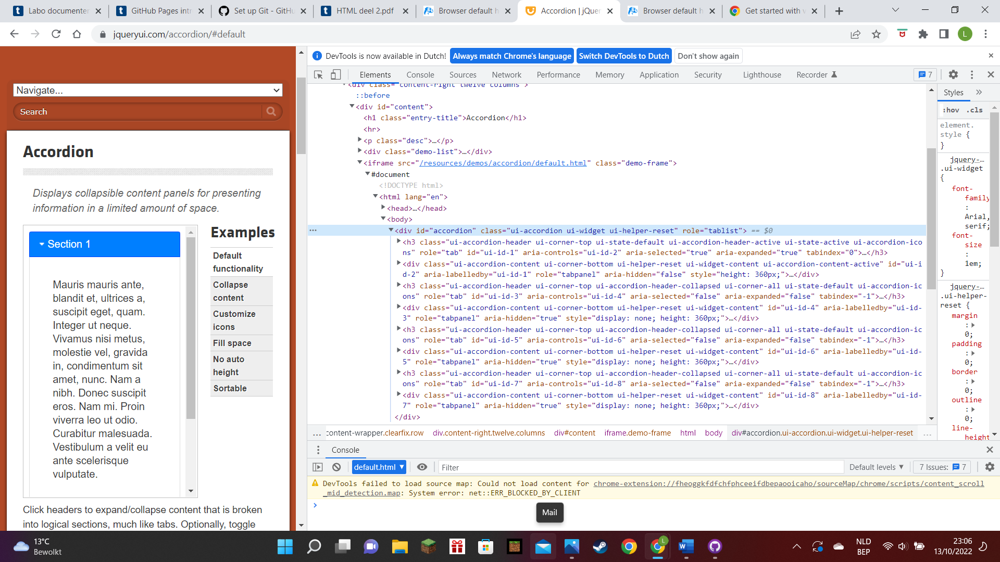 Labo documenter
GitHub Pages intr
Set up Git - GitHu
HTML deel 2.pdf
Browser default h
Accordion | jQuer
Browser default h
Get started with v
jqueryui.com/accordion/#default
L
Navigate...
Search
Accordion
Displays collapsible content panels for presenting
information in a limited amount of space.
Section 1
Mauris mauris ante,
blandit et, ultrices a,
suscipit eget, quam.
Integer ut neque.
Vivamus nisi metus,
molestie vel, gravida
in, condimentum sit
amet, nunc. Nam a
nibh. Donec suscipit
eros. Nam mi. Proin
viverra leo ut odio.
Curabitur malesuada.
Vestibulum a velit eu
ante scelerisque
vulputate.
Examples
Default
functionality
Collapse
content
Customize
icons
Fill space
No auto
height
Sortable
Click headers to expand/collapse content that is broken
into logical sections, much like tabs. Optionally, toggle
DevTools is now available in Dutch! Always match Chrome's language Switch DevTools to Dutch Don't show again
Elements Console Sources Network Performance Memory Application Security Lighthouse Recorder 7
<div class="content-right twelve columns">
::before
<div id="content">
<h1 class="entry-title">Accordion</h1>
<hr>
<p class="desc">…</p>
<div class="demo-list">…</div>
<iframe src="/resources/demos/accordion/default.html" class="demo-frame">
#document
<!DOCTYPE html>
<html lang="en">
<head>…</head>
<body>
<div id="accordion" class="ui-accordion ui-widget ui-helper-reset" role="tablist"> == $0
<h3 class="ui-accordion-header ui-corner-top ui-state-default ui-accordion-header-active ui-state-active ui-accordion-ico
ns" role="tab" id="ui-id-1" aria-controls="ui-id-2" aria-selected="true" aria-expanded="true" tabindex="0">…</h3>
<div class="ui-accordion-content ui-corner-bottom ui-helper-reset ui-widget-content ui-accordion-content-active" id="ui-i
d-2" aria-labelledby="ui-id-1" role="tabpanel" aria-hidden="false" style="height: 360px;">…</div>
<h3 class="ui-accordion-header ui-corner-top ui-accordion-header-collapsed ui-corner-all ui-state-default ui-accordion-ic
ons" role="tab" id="ui-id-3" aria-controls="ui-id-4" aria-selected="false" aria-expanded="false" tabindex="-1">…</h3>
<div class="ui-accordion-content ui-corner-bottom ui-helper-reset ui-widget-content" id="ui-id-4" aria-labelledby="ui-id-
3" role="tabpanel" aria-hidden="true" style="display: none; height: 360px;">…</div>
<h3 class="ui-accordion-header ui-corner-top ui-accordion-header-collapsed ui-corner-all ui-state-default ui-accordion-ic
ons" role="tab" id="ui-id-5" aria-controls="ui-id-6" aria-selected="false" aria-expanded="false" tabindex="-1">…</h3>
<div class="ui-accordion-content ui-corner-bottom ui-helper-reset ui-widget-content" id="ui-id-6" aria-labelledby="ui-id-
5" role="tabpanel" aria-hidden="true" style="display: none; height: 360px;">…</div>
<h3 class="ui-accordion-header ui-corner-top ui-accordion-header-collapsed ui-corner-all ui-state-default ui-accordion-ic
ons" role="tab" id="ui-id-7" aria-controls="ui-id-8" aria-selected="false" aria-expanded="false" tabindex="-1">…</h3>
<div class="ui-accordion-content ui-corner-bottom ui-helper-reset ui-widget-content" id="ui-id-8" aria-labelledby="ui-id-
7" role="tabpanel" aria-hidden="true" style="display: none; height: 360px;">…</div>
</div>
... content-wrapper.clearfix.row div.content-right.twelve.columns div#content iframe.demo-frame html body div#accordion.ui-accordion.ui-widget.ui-helper-reset ...
Styles
:hov .cls
element.
style {
}
jquery-…
.ui-widget
{
font-
family
:
Arial,
serif;
font-
size
:
1em;
}
jquery-…
.ui-helper-
reset {
margin
:
0;
padding
:
0;
border
:
0;
outline
:
0;
line-
height
Console
default.html Filter Default levels 7 Issues: 7
DevTools failed to load source map: Could not load content for chrome-extension://fheoggkfdfchfphceeifdbepaooicaho/sourceMap/chrome/scripts/content_scroll
_mid_detection.map: System error: net::ERR_BLOCKED_BY_CLIENT
Mail
13°C
Bewolkt
L
W
NLD
BEP
23:06
13/10/2022